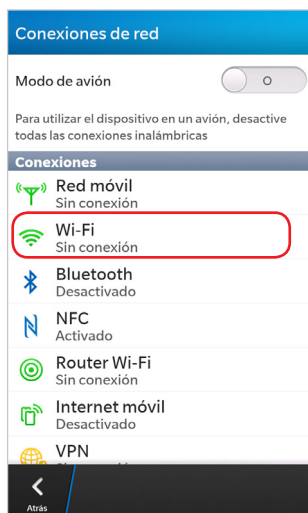 Conexiones de red
Modo de avión
Para utilizar el dispositivo en un avión, desactive
todas las conexiones inalámbricas
Conexiones
Red móvil
Sin conexión
Wi-Fi
Sin conexión
Bluetooth
Desactivado
NFC
Activado
Router Wi-Fi
Sin conexión
Internet móvil
Desactivado
VPN
Atrás